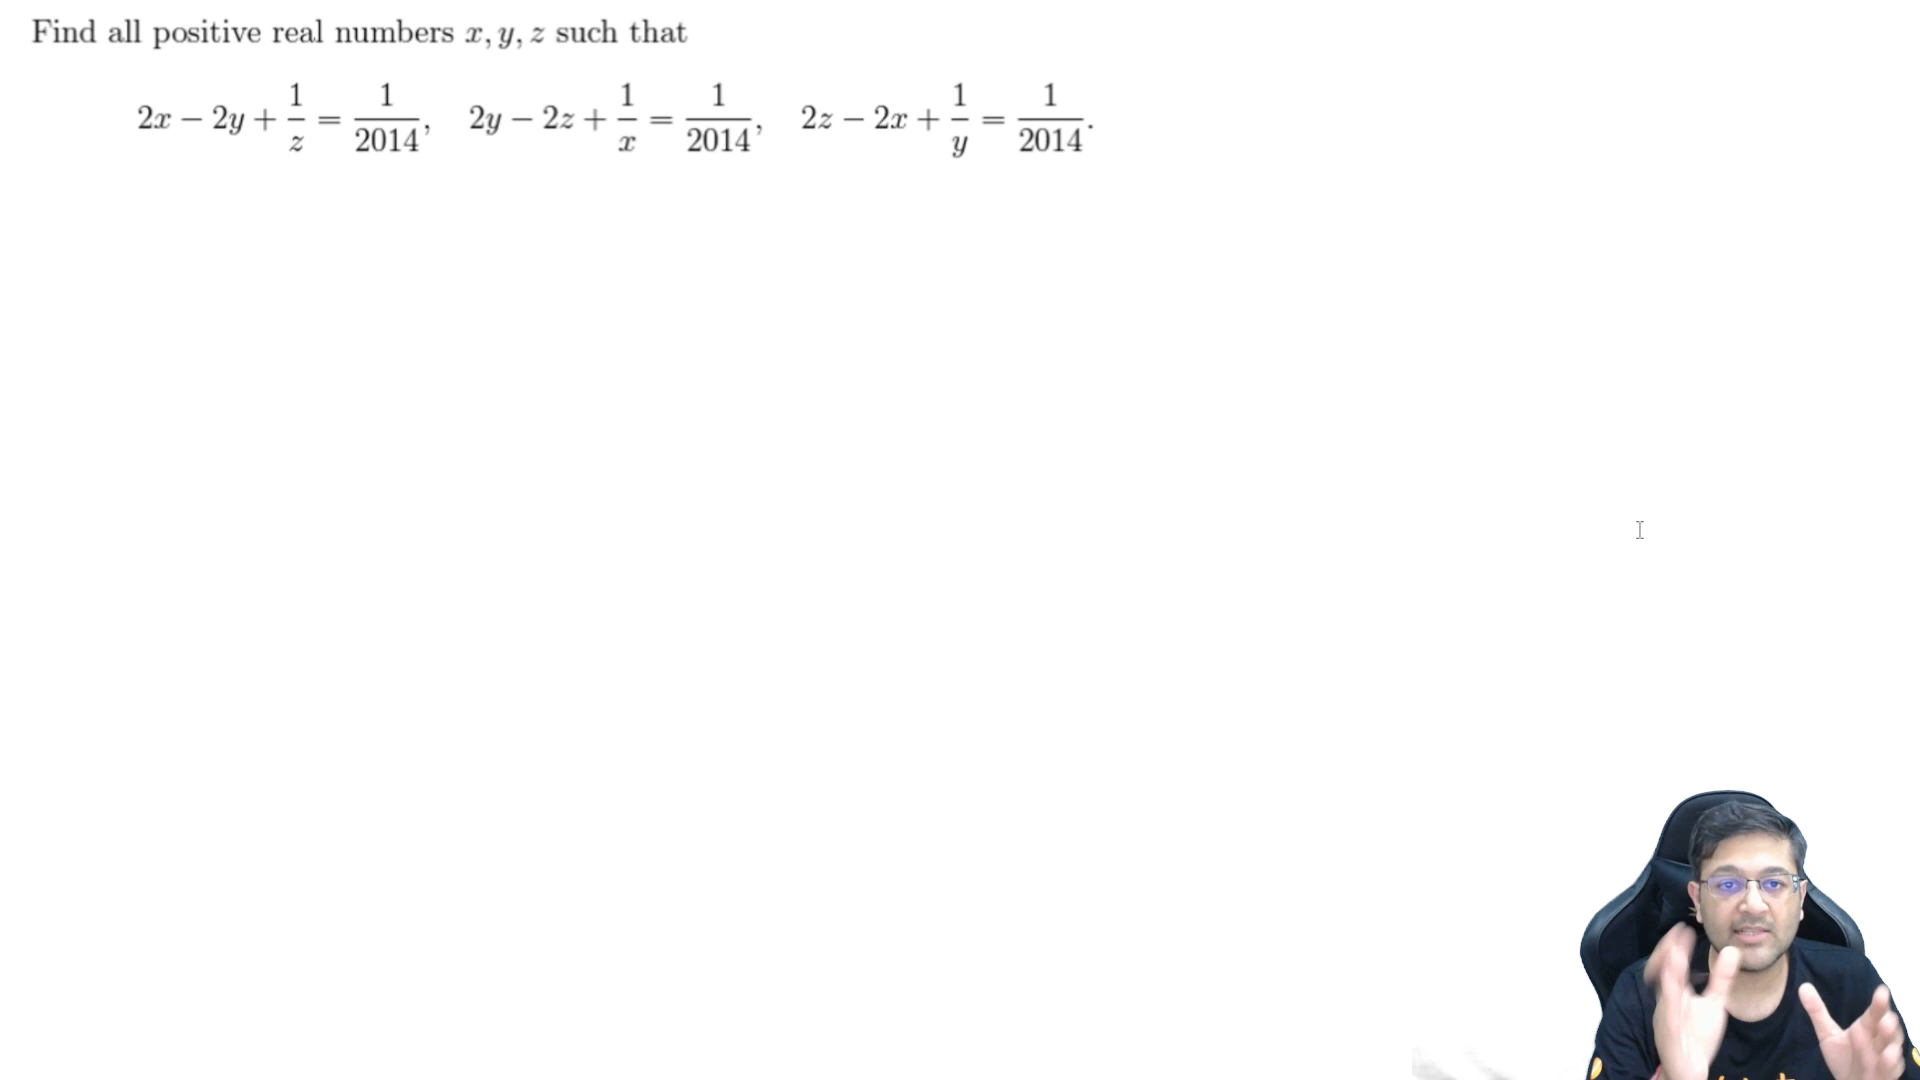 Find all positive real numbers x, y, z such that
2x − 2y + 1/z = 1/2014, 2y − 2z + 1/x = 1/2014, 2z − 2x + 1/y = 1/2014.